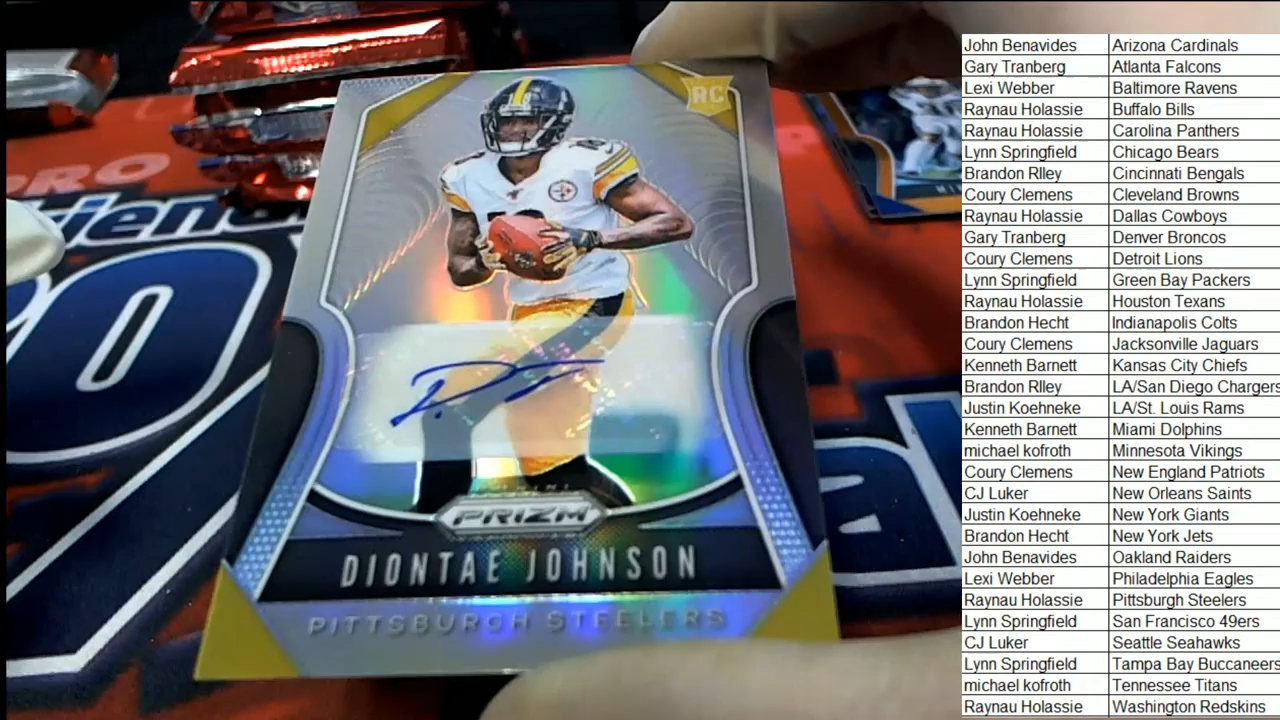 PRO
RC
PRIZM
DIONTAE JOHNSON
PITTSBURGH STEELERS
John Benavides Arizona Cardinals
Gary Tranberg Atlanta Falcons
Lexi Webber Baltimore Ravens
Raynau Holassie Buffalo Bills
Raynau Holassie Carolina Panthers
Lynn Springfield Chicago Bears
Brandon Rlley Cincinnati Bengals
Coury Clemens Cleveland Browns
Raynau Holassie Dallas Cowboys
Gary Tranberg Denver Broncos
Coury Clemens Detroit Lions
Lynn Springfield Green Bay Packers
Raynau Holassie Houston Texans
Brandon Hecht Indianapolis Colts
Coury Clemens Jacksonville Jaguars
Kenneth Barnett Kansas City Chiefs
Brandon Rlley LA/San Diego Chargers
Justin Koehneke LA/St. Louis Rams
Kenneth Barnett Miami Dolphins
michael kofroth Minnesota Vikings
Coury Clemens New England Patriots
CJ Luker New Orleans Saints
Justin Koehneke New York Giants
Brandon Hecht New York Jets
John Benavides Oakland Raiders
Lexi Webber Philadelphia Eagles
Raynau Holassie Pittsburgh Steelers
Lynn Springfield San Francisco 49ers
CJ Luker Seattle Seahawks
Lynn Springfield Tampa Bay Buccaneers
michael kofroth Tennessee Titans
Raynau Holassie Washington Redskins